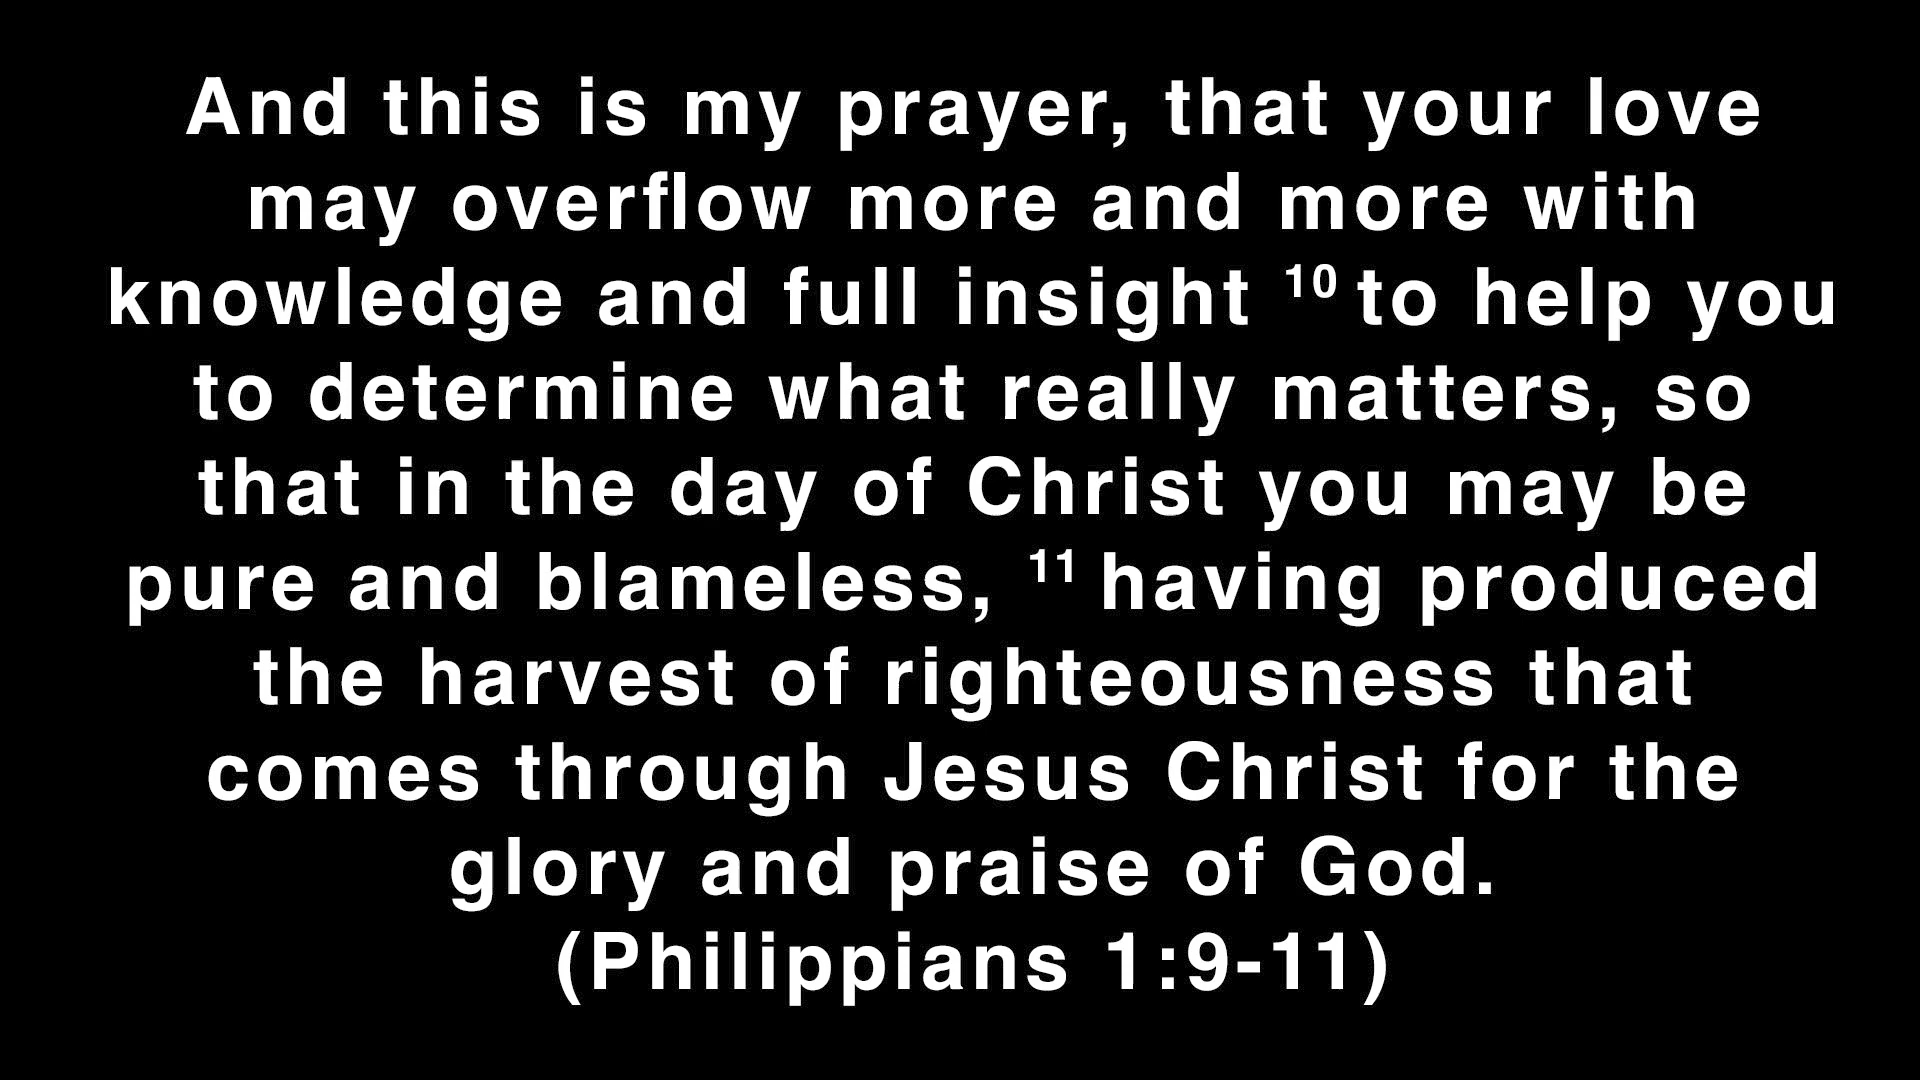 And this is my prayer, that your love
may overflow more and more with
knowledge and full insight 10 to help you
to determine what really matters, so
that in the day of Christ you may be
pure and blameless, 11 having produced
the harvest of righteousness that
comes through Jesus Christ for the
glory and praise of God.
(Philippians 1:9-11)